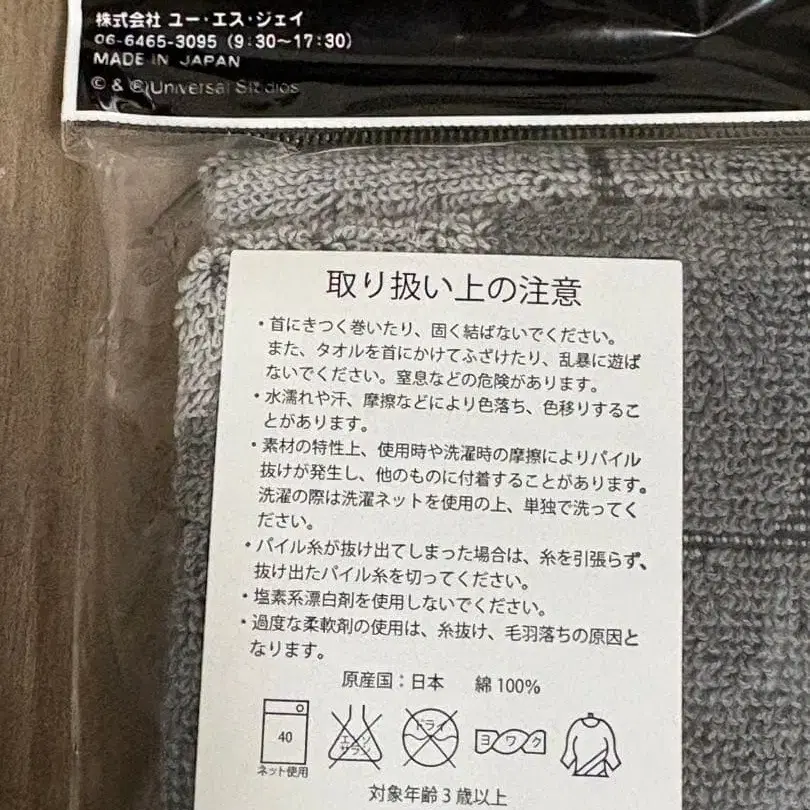 株式会社 ユー・エス・ジェイ
06-6465-3095 (9:30〜17:30)
MADE IN JAPAN
© & ®Universal Studios
取り扱い上の注意
・首にきつく巻いたり、固く結ばないでください。
また、タオルを首にかけてふざけたり、乱暴に遊ば
ないでください。窒息などの危険があります。
・水濡れや汗、摩擦などにより色落ち、色移りするこ
とがあります。
・素材の特性上、使用時や洗濯時の摩擦によりパイル
抜けが発生し、他のものに付着することがあります。
洗濯の際は洗濯ネットを使用の上、単独で洗ってく
ださい。
・パイル糸が抜け出てしまった場合は、糸を引張らず、
抜け出たパイル糸を切ってください。
・塩素系漂白剤を使用しないでください。
・過度な柔軟剤の使用は、糸抜け、毛羽落ちの原因と
なります。
原産国：日本 綿100%
40 エンソサラシ ドライ ヨワク
ネット使用
対象年齢3歳以上